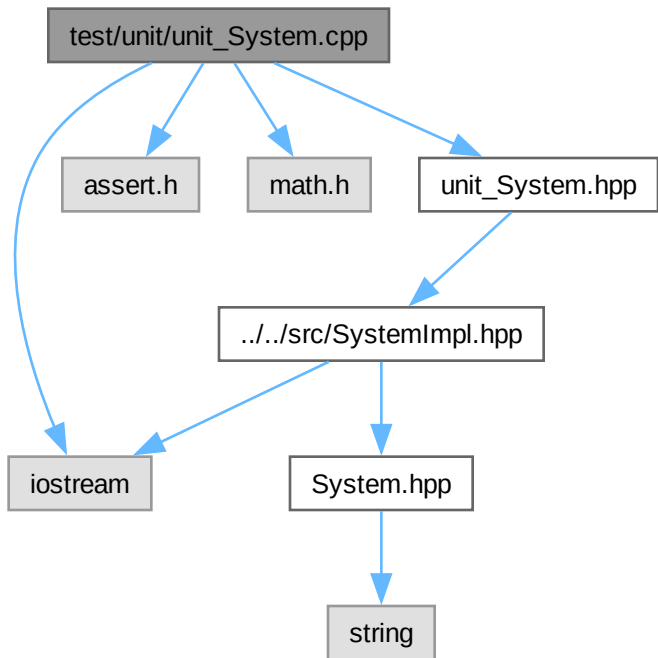 test/unit/unit_System.cpp
assert.h
math.h
unit_System.hpp
../../src/SystemImpl.hpp
iostream
System.hpp
string